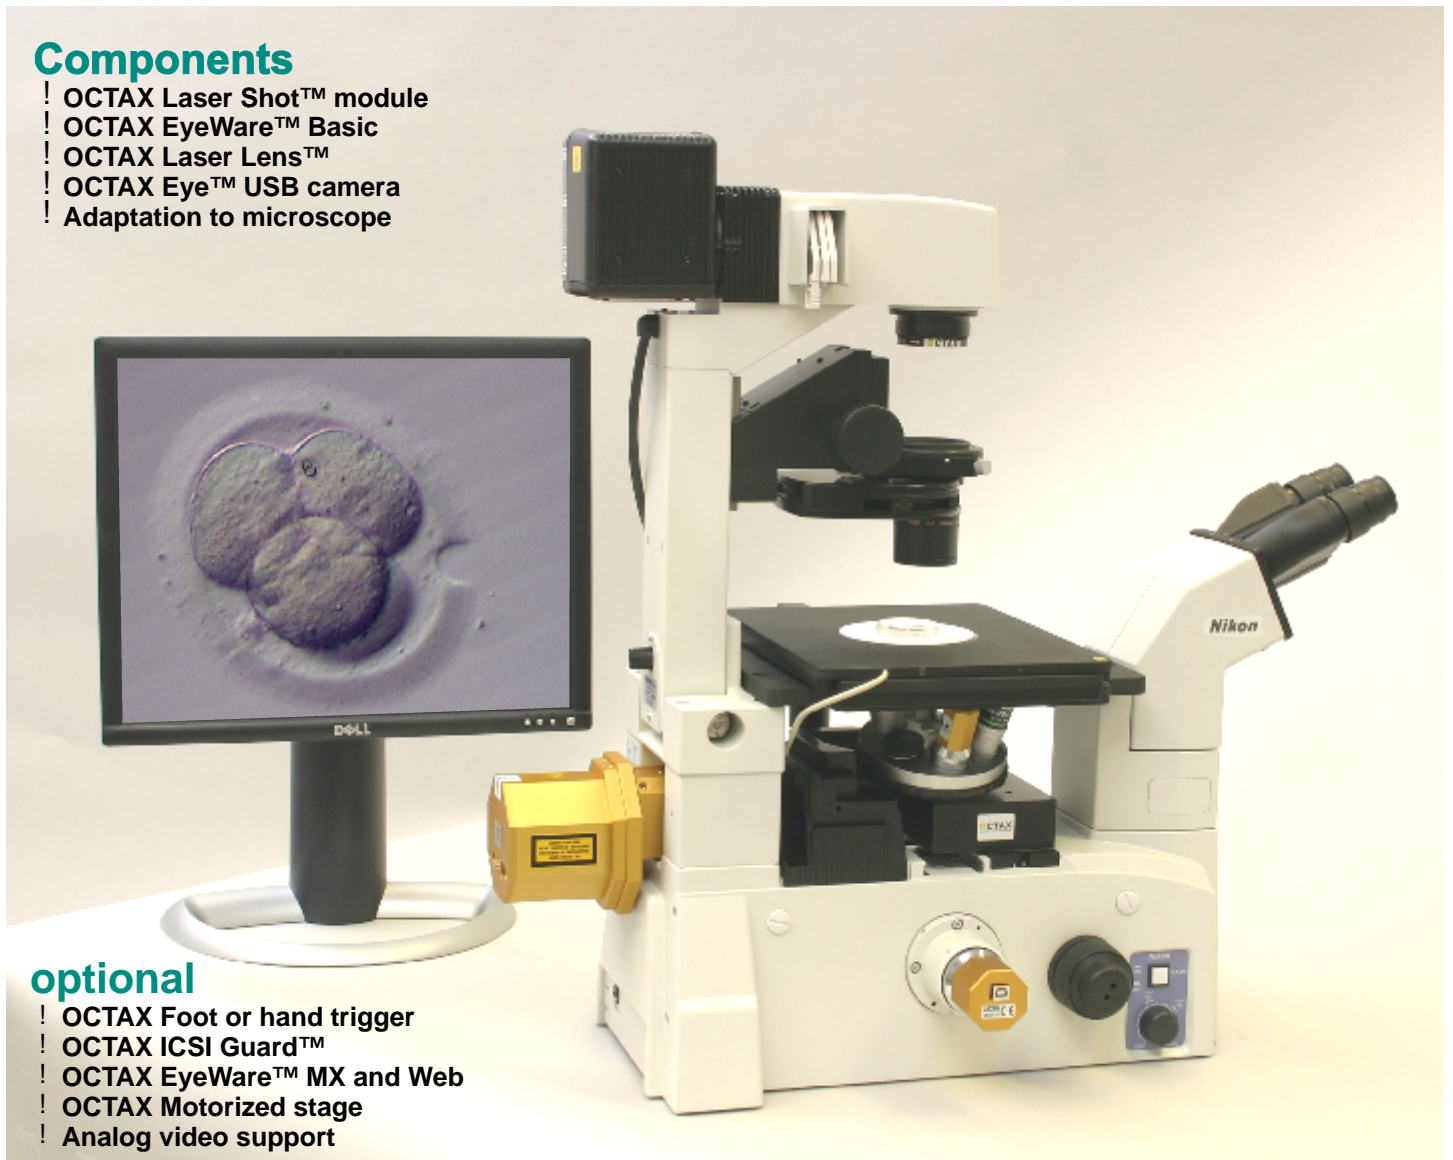 Components
! OCTAX Laser Shot™ module
! OCTAX EyeWare™ Basic
! OCTAX Laser Lens™
! OCTAX Eye™ USB camera
! Adaptation to microscope
DELL
Nikon
OCTAX
optional
! OCTAX Foot or hand trigger
! OCTAX ICSI Guard™
! OCTAX EyeWare™ MX and Web
! OCTAX Motorized stage
! Analog video support